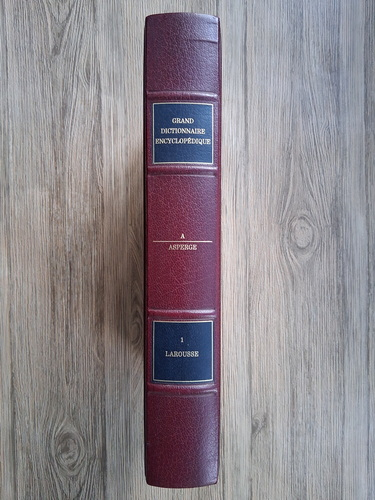 GRAND
DICTIONNAIRE
ENCYCLOPÉDIQUE
A
ASPERGE
1
LAROUSSE